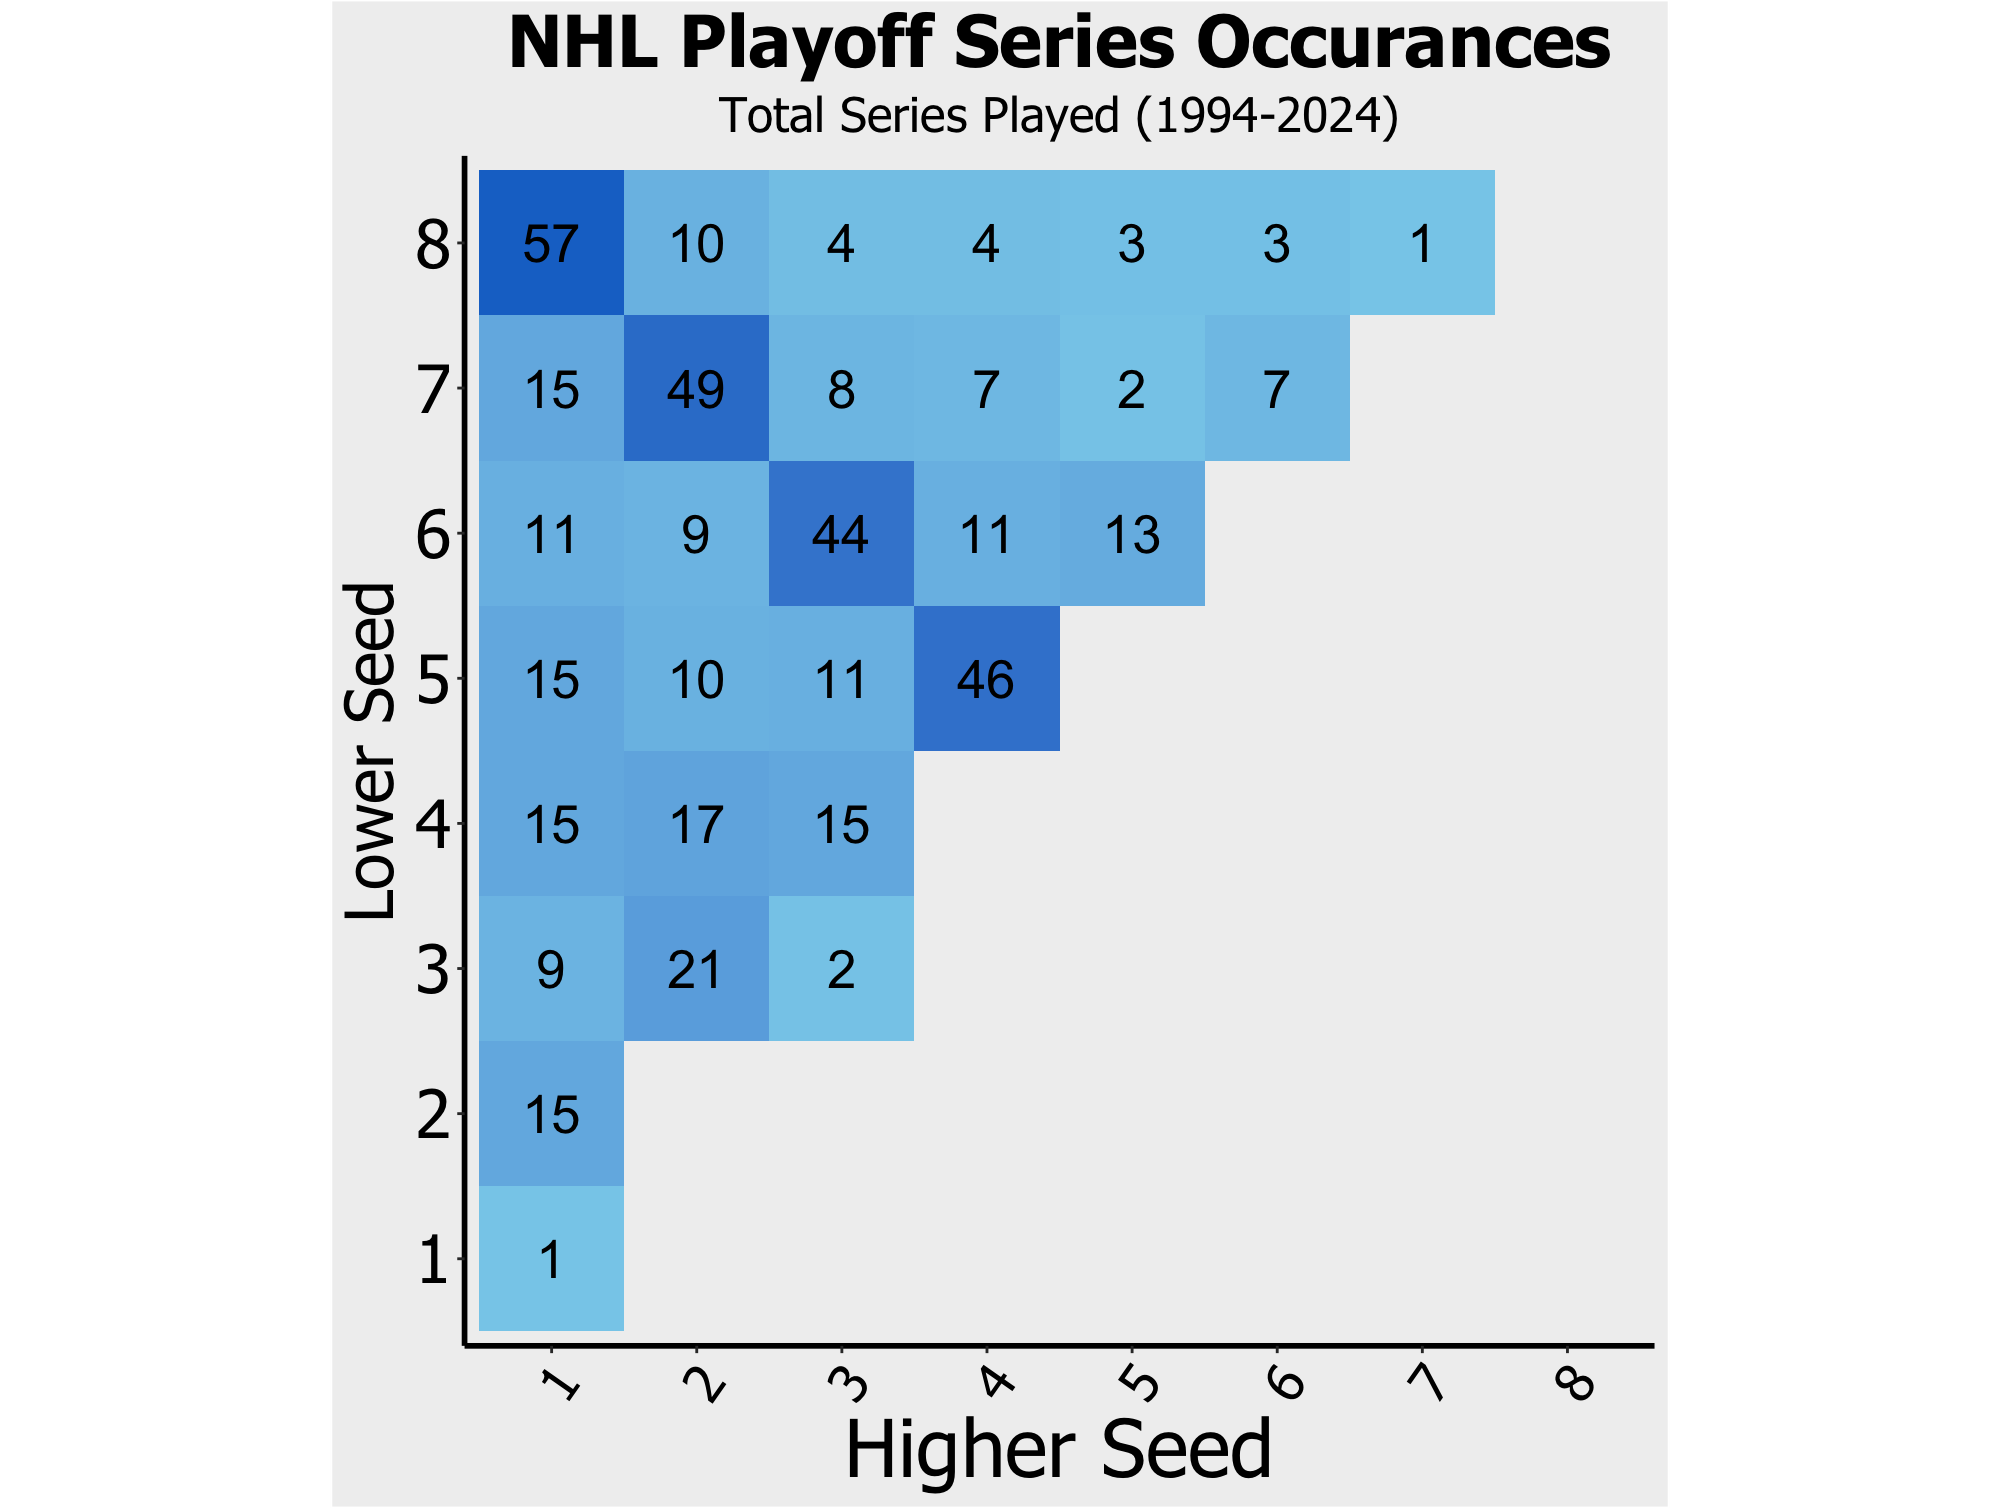 NHL Playoff Series Occurances
Total Series Played (1994-2024)
8 57 10 4 4 3 3 1
7 15 49 8 7 2 7
6 11 9 44 11 13
5 15 10 11 46
4 15 17 15
3 9 21 2
2 15
1 1
Lower Seed
1 2 3 4 5 6 7 8
Higher Seed